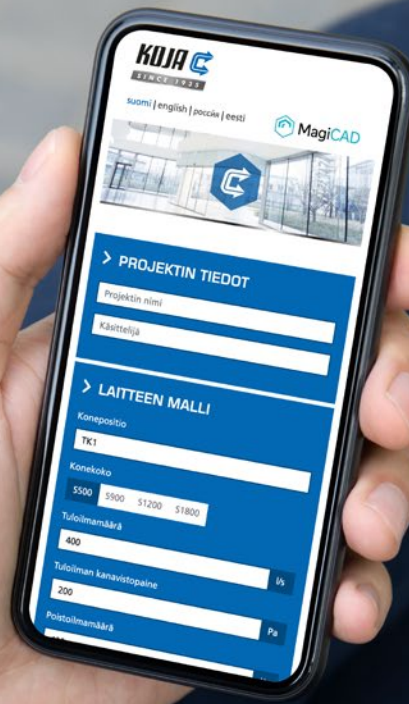 KOJA
SINCE 1935
suomi | english | россия | eesti
MagiCAD
PROJEKTIN TIEDOT
Projektin nimi
Käsittelijä
LAITTEEN MALLI
Konepositio
TK1
Konekoko
S500 S900 S1200 S1800
Tuloilmamäärä
400 l/s
Tuloilman kanavistopaine
200 Pa
Poistoilmamäärä